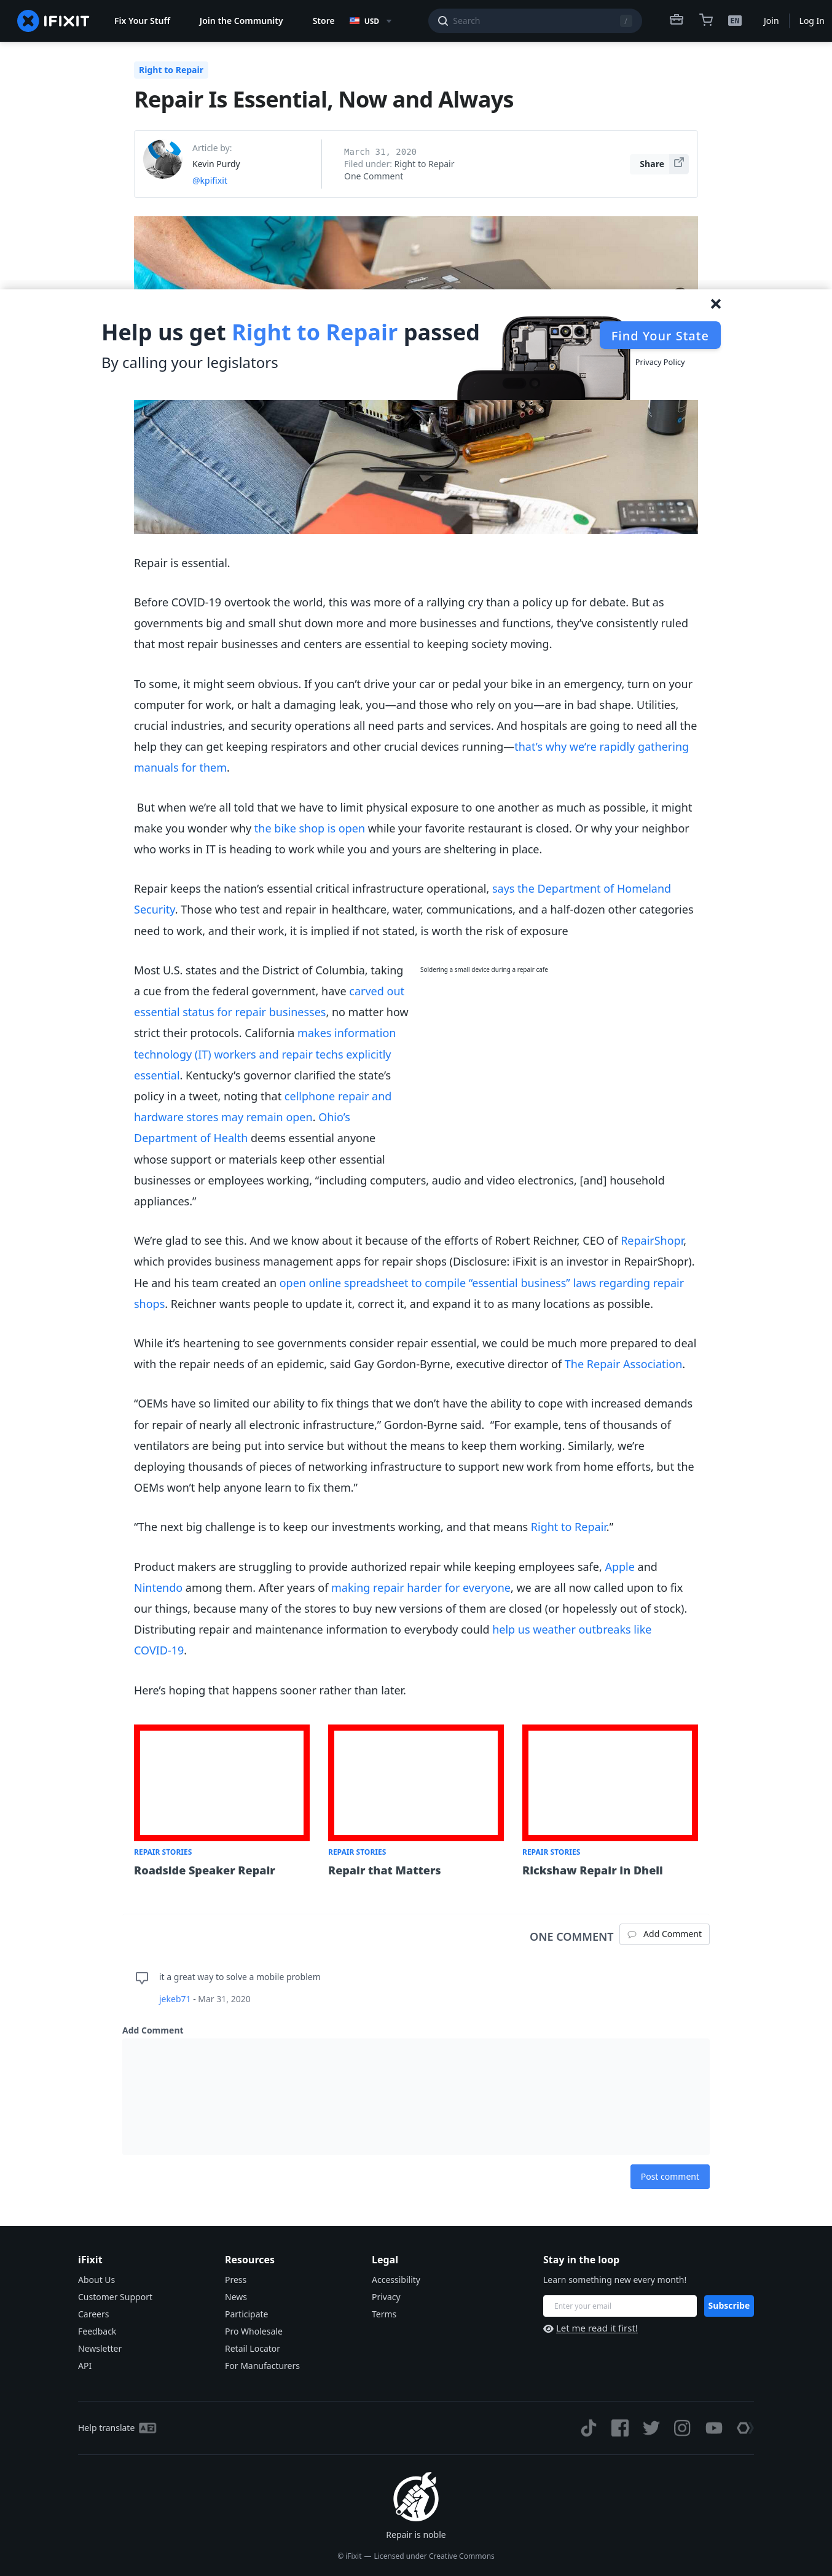 IFIXIT
Fix Your Stuff
Join the Community
Store
USD
Search
/
EN
Join
Log In
Right to Repair
Repair Is Essential, Now and Always
Article by:
Kevin Purdy
@kpifixit
March 31, 2020
Filed under: Right to Repair
One Comment
Share
Help us get Right to Repair passed
By calling your legislators
Find Your State
Privacy Policy
Repair is essential.
Before COVID-19 overtook the world, this was more of a rallying cry than a policy up for debate. But as
governments big and small shut down more and more businesses and functions, they’ve consistently ruled
that most repair businesses and centers are essential to keeping society moving.
To some, it might seem obvious. If you can’t drive your car or pedal your bike in an emergency, turn on your
computer for work, or halt a damaging leak, you—and those who rely on you—are in bad shape. Utilities,
crucial industries, and security operations all need parts and services. And hospitals are going to need all the
help they can get keeping respirators and other crucial devices running—that’s why we’re rapidly gathering
manuals for them.
But when we’re all told that we have to limit physical exposure to one another as much as possible, it might
make you wonder why the bike shop is open while your favorite restaurant is closed. Or why your neighbor
who works in IT is heading to work while you and yours are sheltering in place.
Repair keeps the nation’s essential critical infrastructure operational, says the Department of Homeland
Security. Those who test and repair in healthcare, water, communications, and a half-dozen other categories
need to work, and their work, it is implied if not stated, is worth the risk of exposure
Soldering a small device during a repair cafe
Most U.S. states and the District of Columbia, taking
a cue from the federal government, have carved out
essential status for repair businesses, no matter how
strict their protocols. California makes information
technology (IT) workers and repair techs explicitly
essential. Kentucky’s governor clarified the state’s
policy in a tweet, noting that cellphone repair and
hardware stores may remain open. Ohio’s
Department of Health deems essential anyone
whose support or materials keep other essential
businesses or employees working, “including computers, audio and video electronics, [and] household
appliances.”
We’re glad to see this. And we know about it because of the efforts of Robert Reichner, CEO of RepairShopr,
which provides business management apps for repair shops (Disclosure: iFixit is an investor in RepairShopr).
He and his team created an open online spreadsheet to compile “essential business” laws regarding repair
shops. Reichner wants people to update it, correct it, and expand it to as many locations as possible.
While it’s heartening to see governments consider repair essential, we could be much more prepared to deal
with the repair needs of an epidemic, said Gay Gordon-Byrne, executive director of The Repair Association.
“OEMs have so limited our ability to fix things that we don’t have the ability to cope with increased demands
for repair of nearly all electronic infrastructure,” Gordon-Byrne said.  “For example, tens of thousands of
ventilators are being put into service but without the means to keep them working. Similarly, we’re
deploying thousands of pieces of networking infrastructure to support new work from home efforts, but the
OEMs won’t help anyone learn to fix them.”
“The next big challenge is to keep our investments working, and that means Right to Repair.”
Product makers are struggling to provide authorized repair while keeping employees safe, Apple and
Nintendo among them. After years of making repair harder for everyone, we are all now called upon to fix
our things, because many of the stores to buy new versions of them are closed (or hopelessly out of stock).
Distributing repair and maintenance information to everybody could help us weather outbreaks like
COVID-19.
Here’s hoping that happens sooner rather than later.
REPAIR STORIES
Roadside Speaker Repair
REPAIR STORIES
Repair that Matters
REPAIR STORIES
Rickshaw Repair in Dheli
ONE COMMENT
Add Comment
it a great way to solve a mobile problem
jekeb71 - Mar 31, 2020
Add Comment
Post comment
iFixit
About Us
Customer Support
Careers
Feedback
Newsletter
API
Resources
Press
News
Participate
Pro Wholesale
Retail Locator
For Manufacturers
Legal
Accessibility
Privacy
Terms
Stay in the loop
Learn something new every month!
Enter your email
Subscribe
Let me read it first!
Help translate
Repair is noble
© iFixit — Licensed under Creative Commons